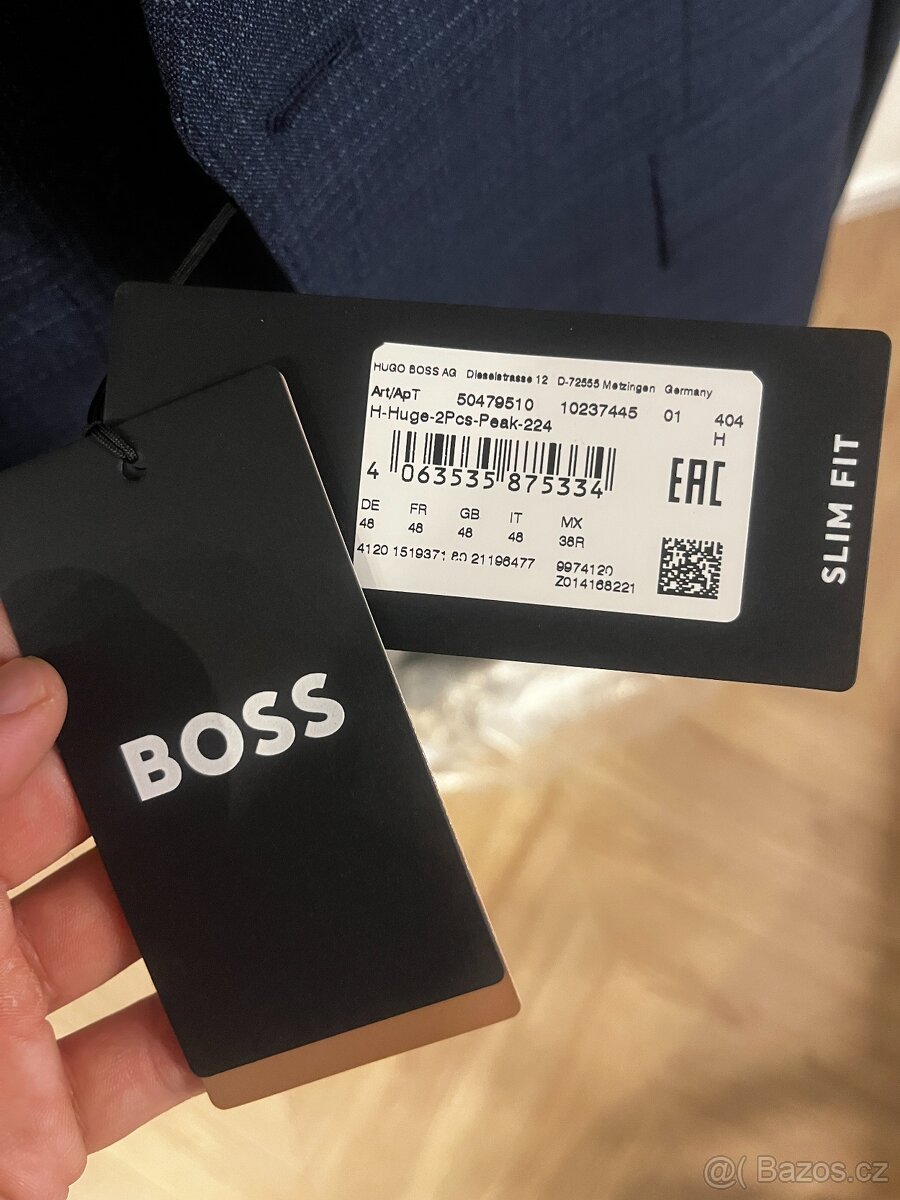 HUGO BOSS AG Dieselstrasse 12 D-72555 Metzingen Germany
Art/ApT 50479510 10237445 01 404
H-Huge-2Pcs-Peak-224 H
4 063535 875334
EAC
DE FR GB IT MX
48 48 48 48 38R
4120 1519371 80 21196477 9974120
Z014168221
SLIM FIT
BOSS
@( Bazos.cz